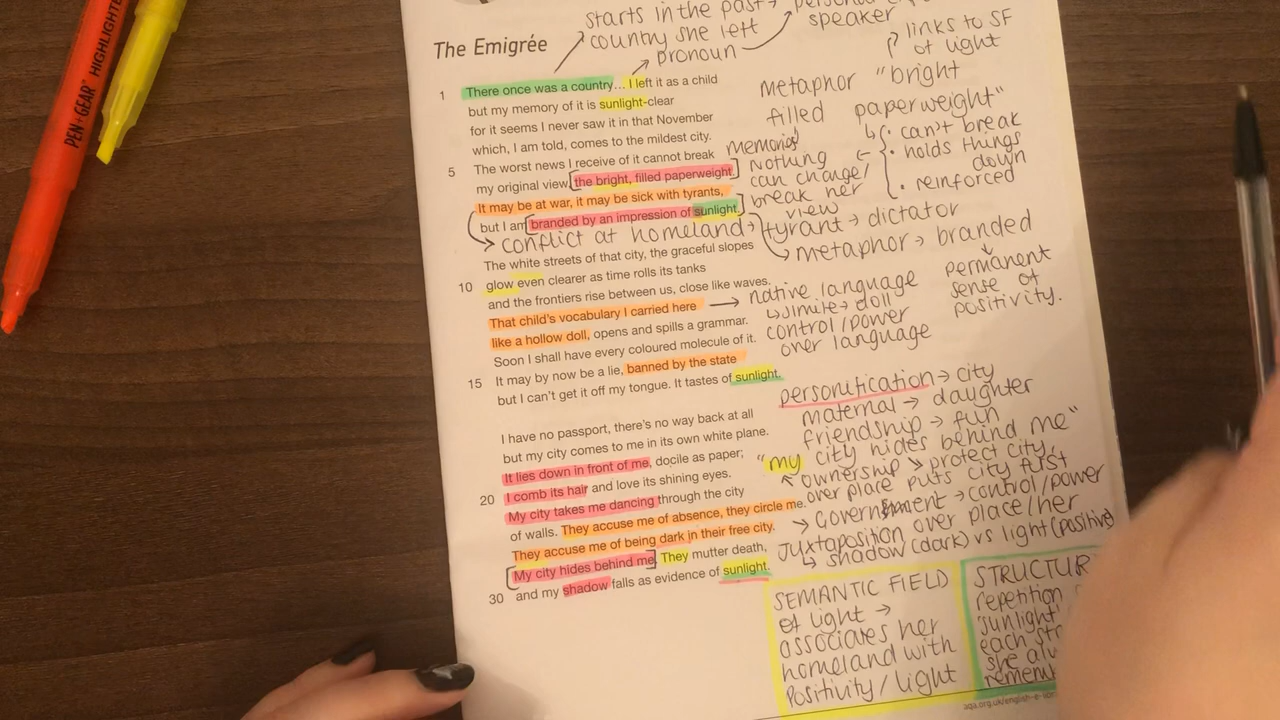 PEN+GEAR™ HIGHLIGHTE
starts in the past →
country she left
pronoun
speaker
The Emigrée
1 There once was a country… I left it as a child
but my memory of it is sunlight-clear
for it seems I never saw it in that November
which, I am told, comes to the mildest city.
5 The worst news I receive of it cannot break
my original view, the bright, filled paperweight.
It may be at war, it may be sick with tyrants,
but I am branded by an impression of sunlight.
→ conflict at homeland
The white streets of that city, the graceful slopes
10 glow even clearer as time rolls its tanks
and the frontiers rise between us, close like waves.
That child's vocabulary I carried here
like a hollow doll, opens and spills a grammar.
Soon I shall have every coloured molecule of it.
15 It may by now be a lie, banned by the state
but I can't get it off my tongue. It tastes of sunlight.
I have no passport, there's no way back at all
but my city comes to me in its own white plane.
It lies down in front of me, docile as paper;
20 I comb its hair and love its shining eyes.
My city takes me dancing through the city
of walls. They accuse me of absence, they circle me.
They accuse me of being dark in their free city.
My city hides behind me. They mutter death,
30 and my shadow falls as evidence of sunlight.
links to SF
of light
metaphor "bright
filled paperweight"
memories
Nothing
can change/
break her
view
• can't break
• holds things
down
• reinforced
tyrant → dictator
metaphor → branded
permanent
sense of
positivity.
→ native language
↳ simile → doll
control/power
over language
personification → city
maternal → daughter
friendship → fun
"my city hides behind me"
ownership → protect city,
over place puts city first
→ Government → control/power
over place/her
Juxtaposition
↳ shadow (dark) vs light (positive)
SEMANTIC FIELD
of light →
associates her
homeland with
Positivity/light
STRUCTUR
repetition
'sunlight'
each
she
rememb